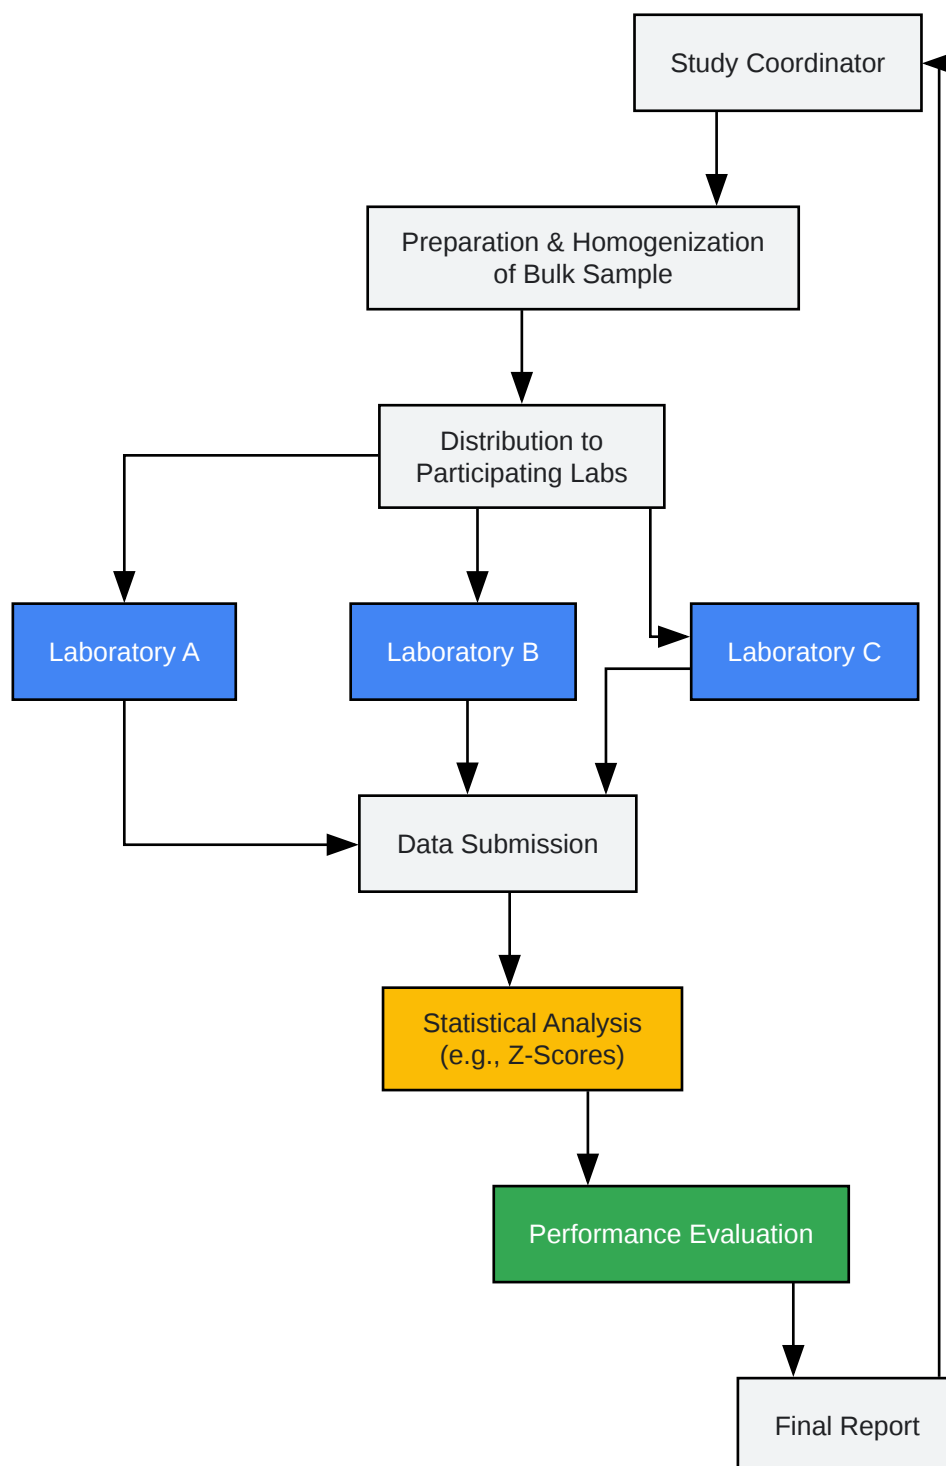 Study Coordinator
Preparation & Homogenization
of Bulk Sample
Distribution to
Participating Labs
Laboratory A
Laboratory B
Laboratory C
Data Submission
Statistical Analysis
(e.g., Z-Scores)
Performance Evaluation
Final Report